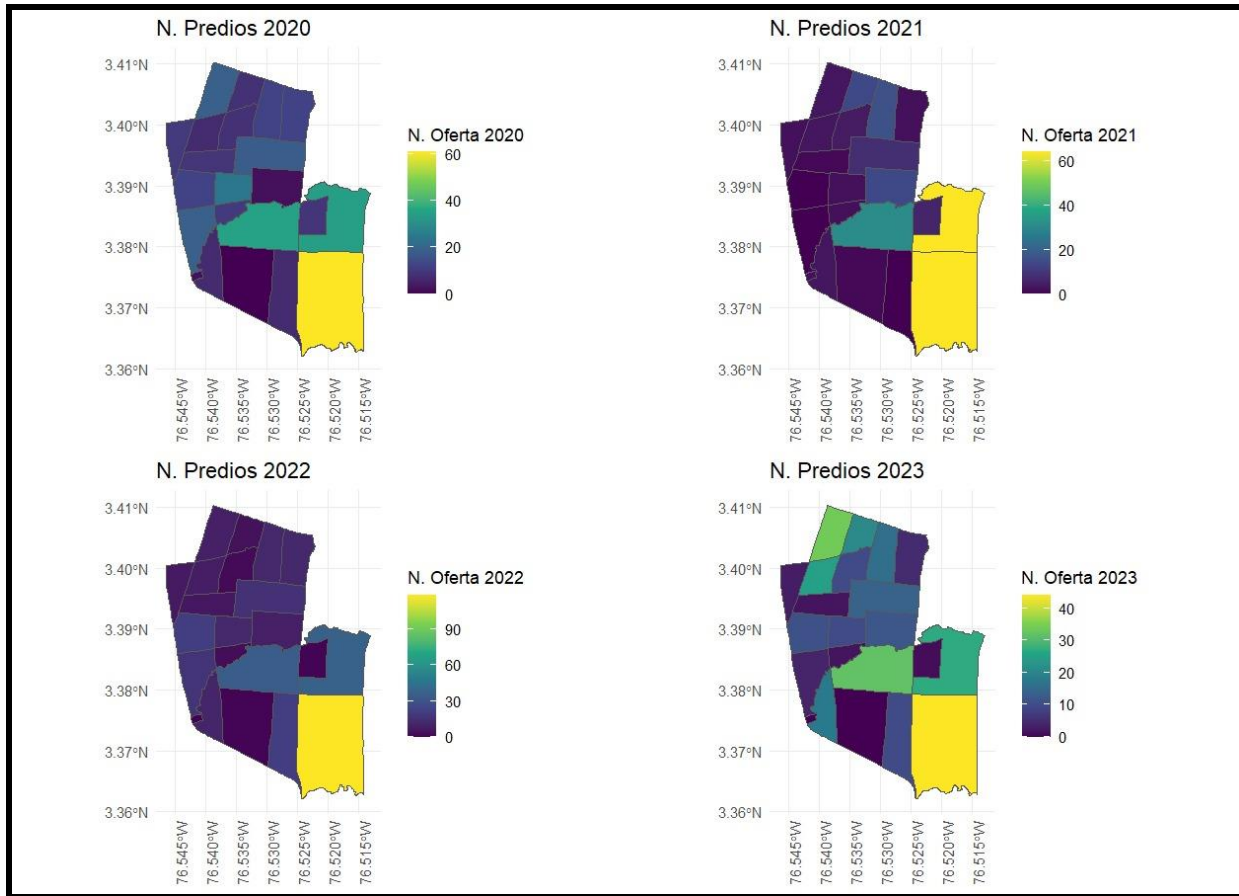 N. Predios 2020
3.41°N
3.40°N
3.39°N
3.38°N
3.37°N
3.36°N
76.545°W
76.540°W
76.535°W
76.530°W
76.525°W
76.520°W
76.515°W
N. Oferta 2020
60
40
20
0
N. Predios 2021
3.41°N
3.40°N
3.39°N
3.38°N
3.37°N
3.36°N
76.545°W
76.540°W
76.535°W
76.530°W
76.525°W
76.520°W
76.515°W
N. Oferta 2021
60
40
20
0
N. Predios 2022
3.41°N
3.40°N
3.39°N
3.38°N
3.37°N
3.36°N
76.545°W
76.540°W
76.535°W
76.530°W
76.525°W
76.520°W
76.515°W
N. Oferta 2022
90
60
30
0
N. Predios 2023
3.41°N
3.40°N
3.39°N
3.38°N
3.37°N
3.36°N
76.545°W
76.540°W
76.535°W
76.530°W
76.525°W
76.520°W
76.515°W
N. Oferta 2023
40
30
20
10
0